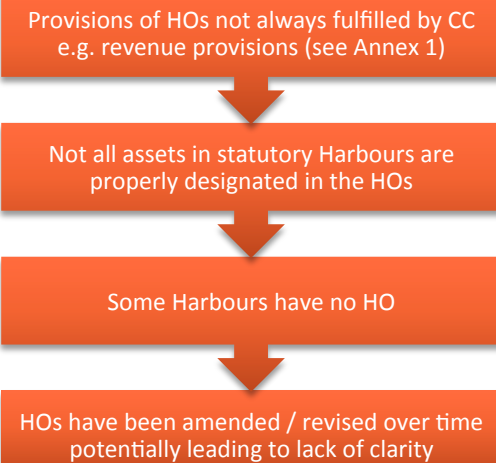 Provisions of HOs not always fulfilled by CC
e.g. revenue provisions (see Annex 1)
Not all assets in statutory Harbours are
properly designated in the HOs
Some Harbours have no HO
HOs have been amended / revised over time
potentially leading to lack of clarity